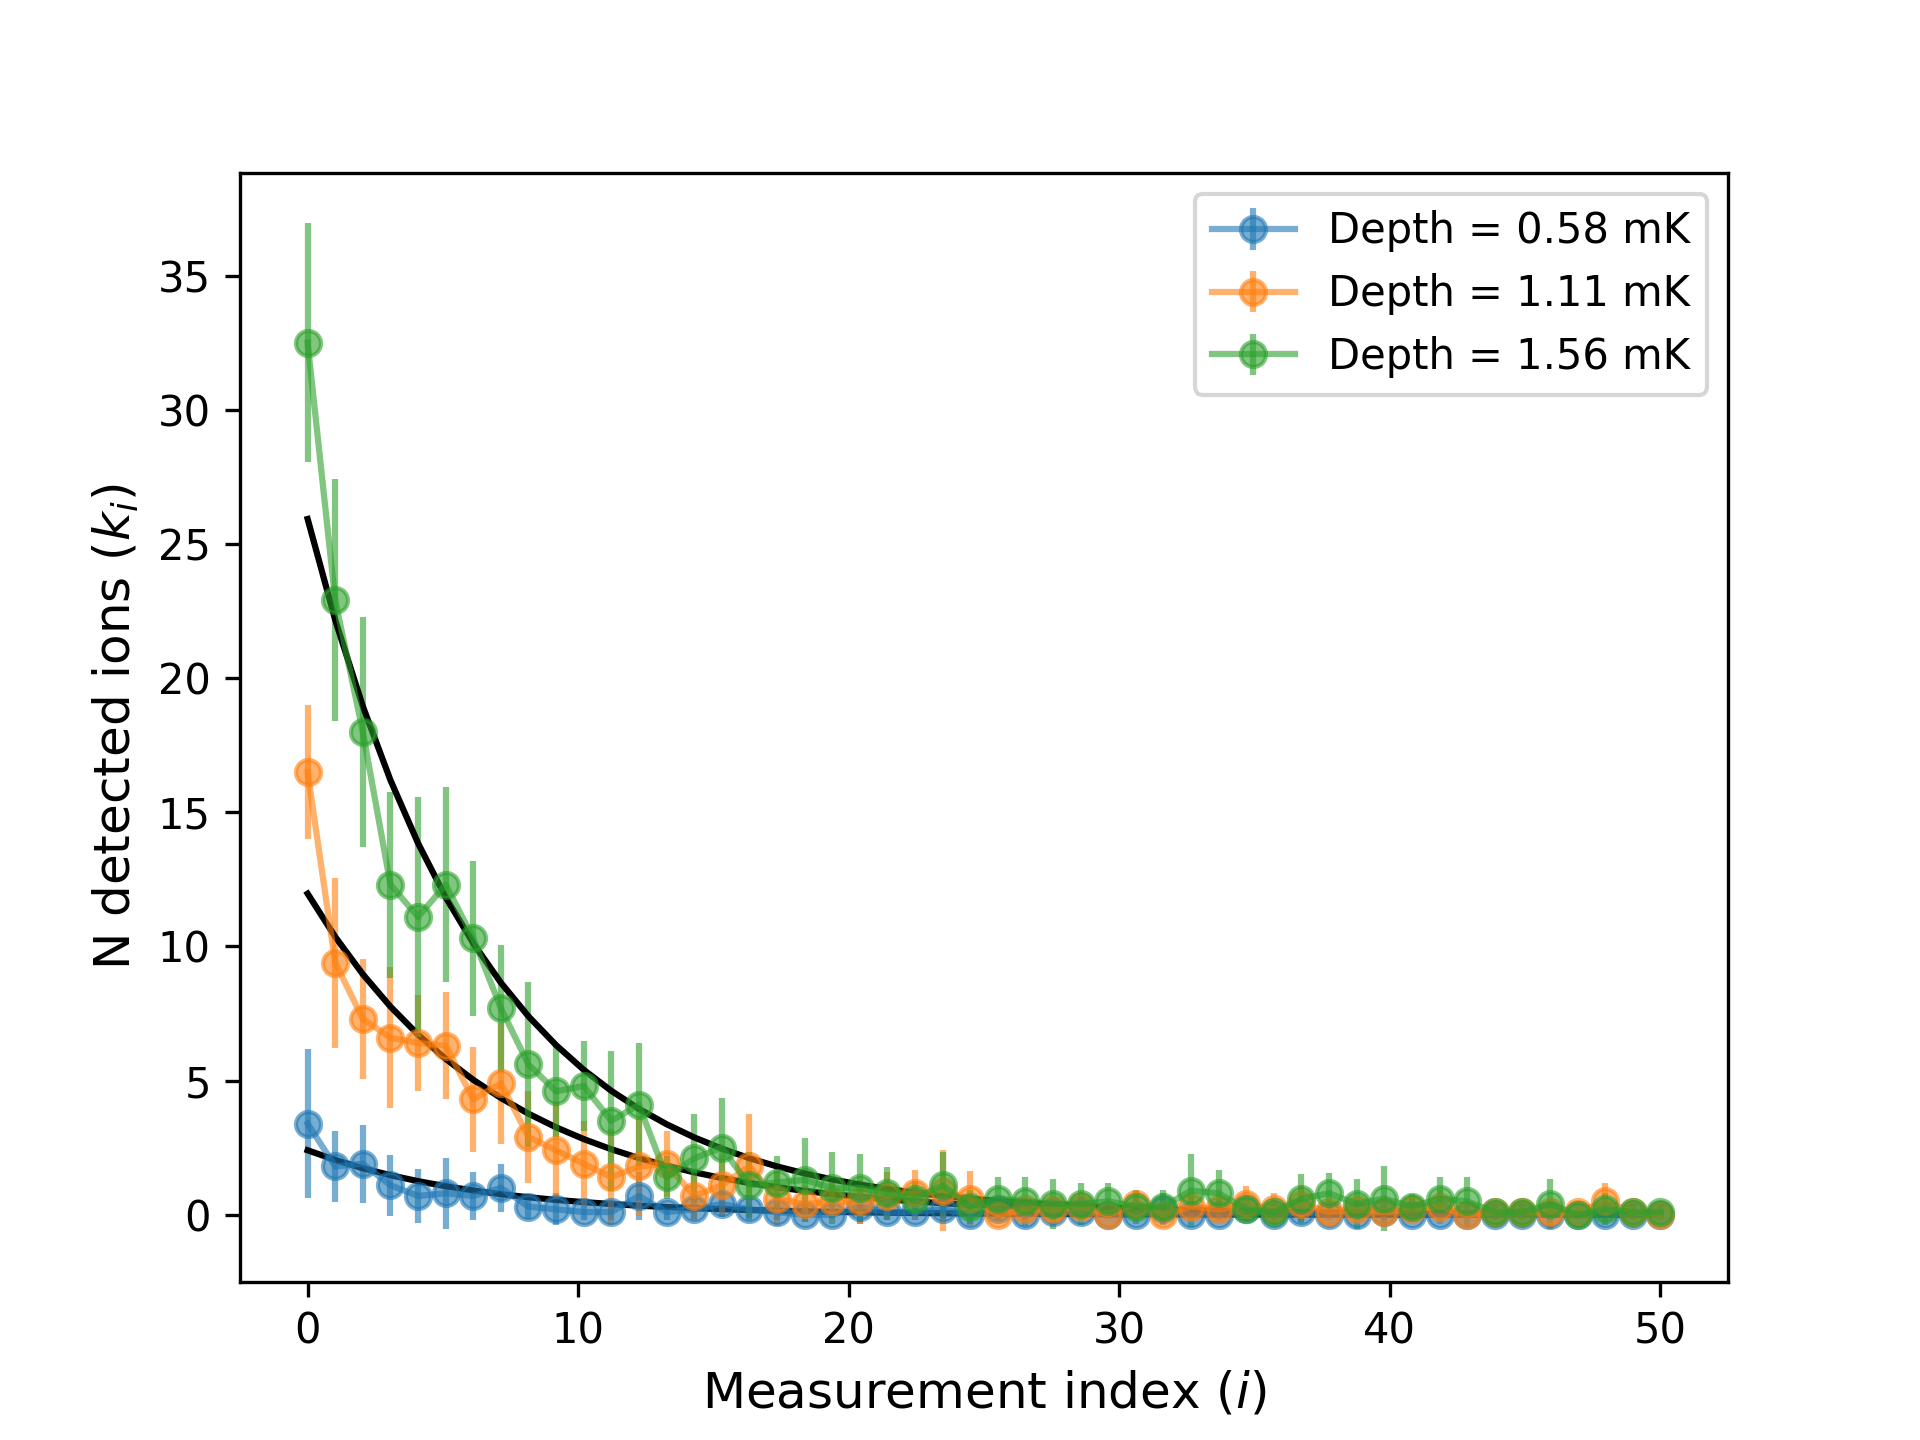 Depth = 0.58 mK
Depth = 1.11 mK
Depth = 1.56 mK
N detected ions (kᵢ)
35
30
25
20
15
10
5
0
0 10 20 30 40 50
Measurement index (i)